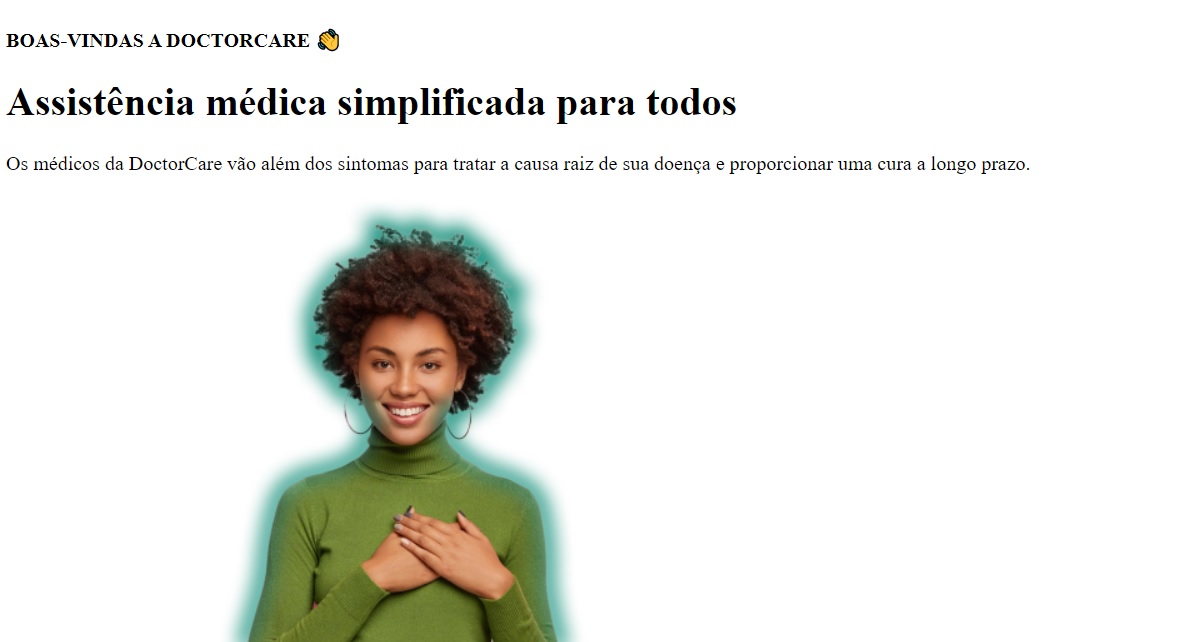 BOAS-VINDAS A DOCTORCARE 👋
Assistência médica simplificada para todos
Os médicos da DoctorCare vão além dos sintomas para tratar a causa raiz de sua doença e proporcionar uma cura a longo prazo.